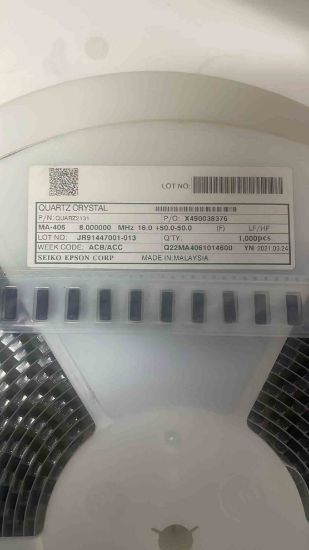 LOT NO:
QUARTZ CRYSTAL
P/N: QUARZ2131 P/O: X490038376
MA-406 8.000000 MHz 16.0 +50.0-50.0 (F) LF/HF
LOT NO: JR91447001-013 Q'TY: 1,000pcs
WEEK CODE: ACB/ACC Q22MA4061014600 YN 2021.03.24
SEIKO EPSON CORP MADE IN MALAYSIA